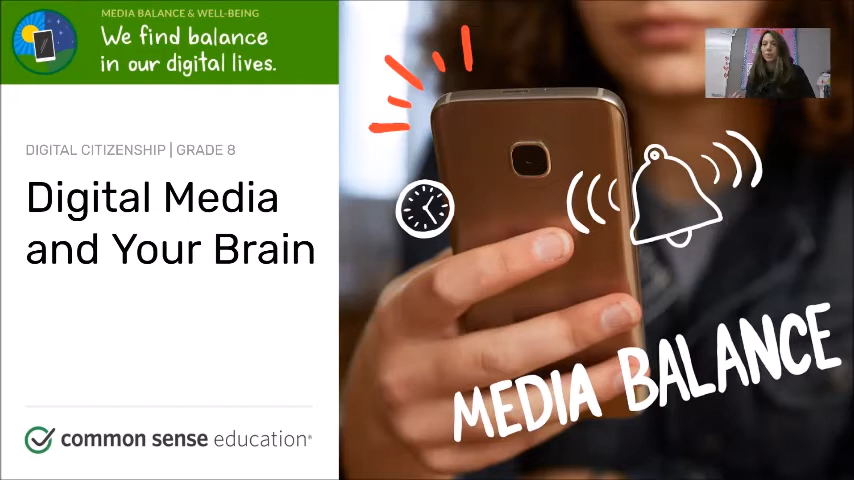 MEDIA BALANCE & WELL-BEING
We find balance
in our digital lives.
DIGITAL CITIZENSHIP | GRADE 8
Digital Media
and Your Brain
MEDIA BALANCE
common sense education®